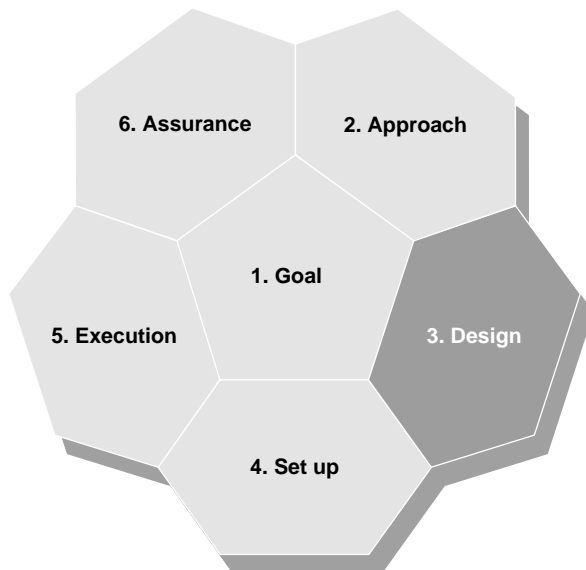 6. Assurance
2. Approach
1. Goal
5. Execution
3. Design
4. Set up